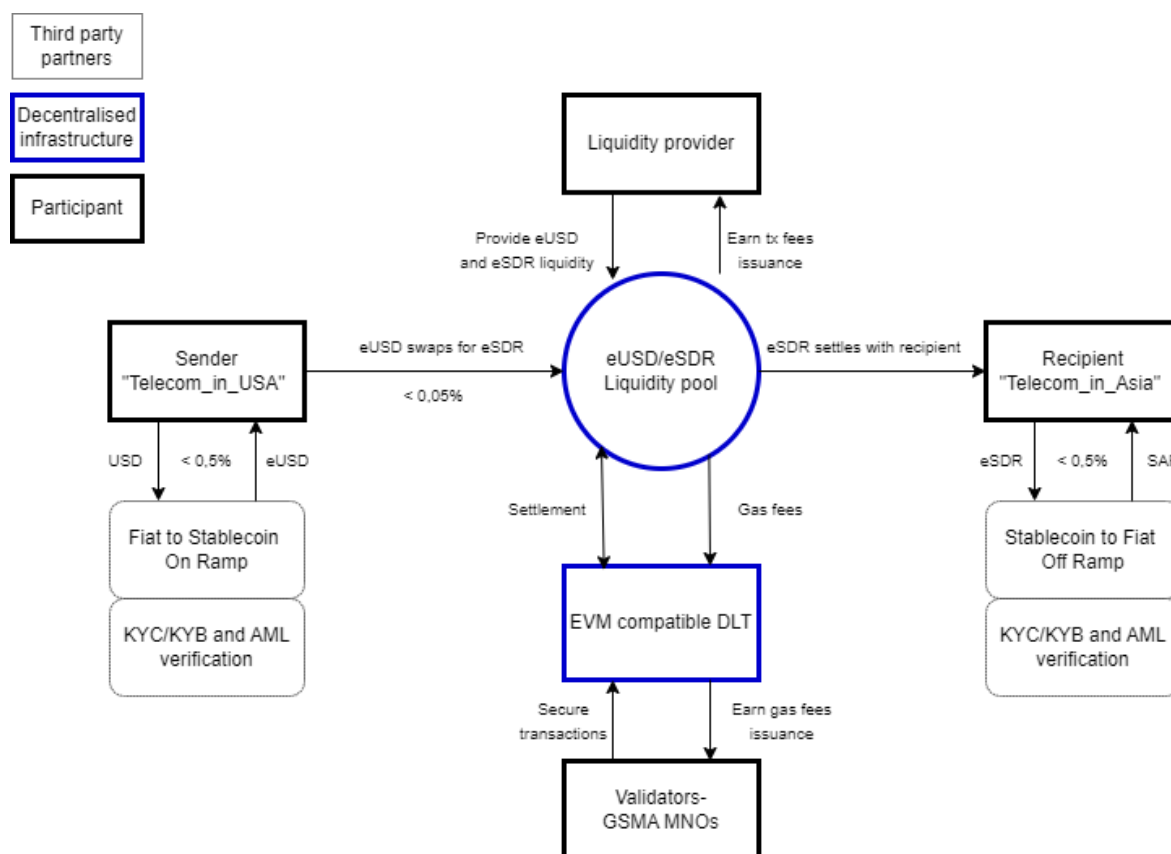 Third party
partners
Decentralised
infrastructure
Participant
Liquidity provider
Provide eUSD
and eSDR liquidity
Earn tx fees
issuance
Sender
"Telecom_in_USA"
eUSD swaps for eSDR
< 0,05%
eUSD/eSDR
Liquidity pool
eSDR settles with recipient
Recipient
"Telecom_in_Asia"
USD
< 0,5%
eUSD
eSDR
< 0,5%
Fiat to Stablecoin
On Ramp
KYC/KYB and AML
verification
Settlement
Gas fees
Stablecoin to Fiat
Off Ramp
KYC/KYB and AML
verification
EVM compatible DLT
Secure
transactions
Earn gas fees
issuance
Validators-
GSMA MNOs